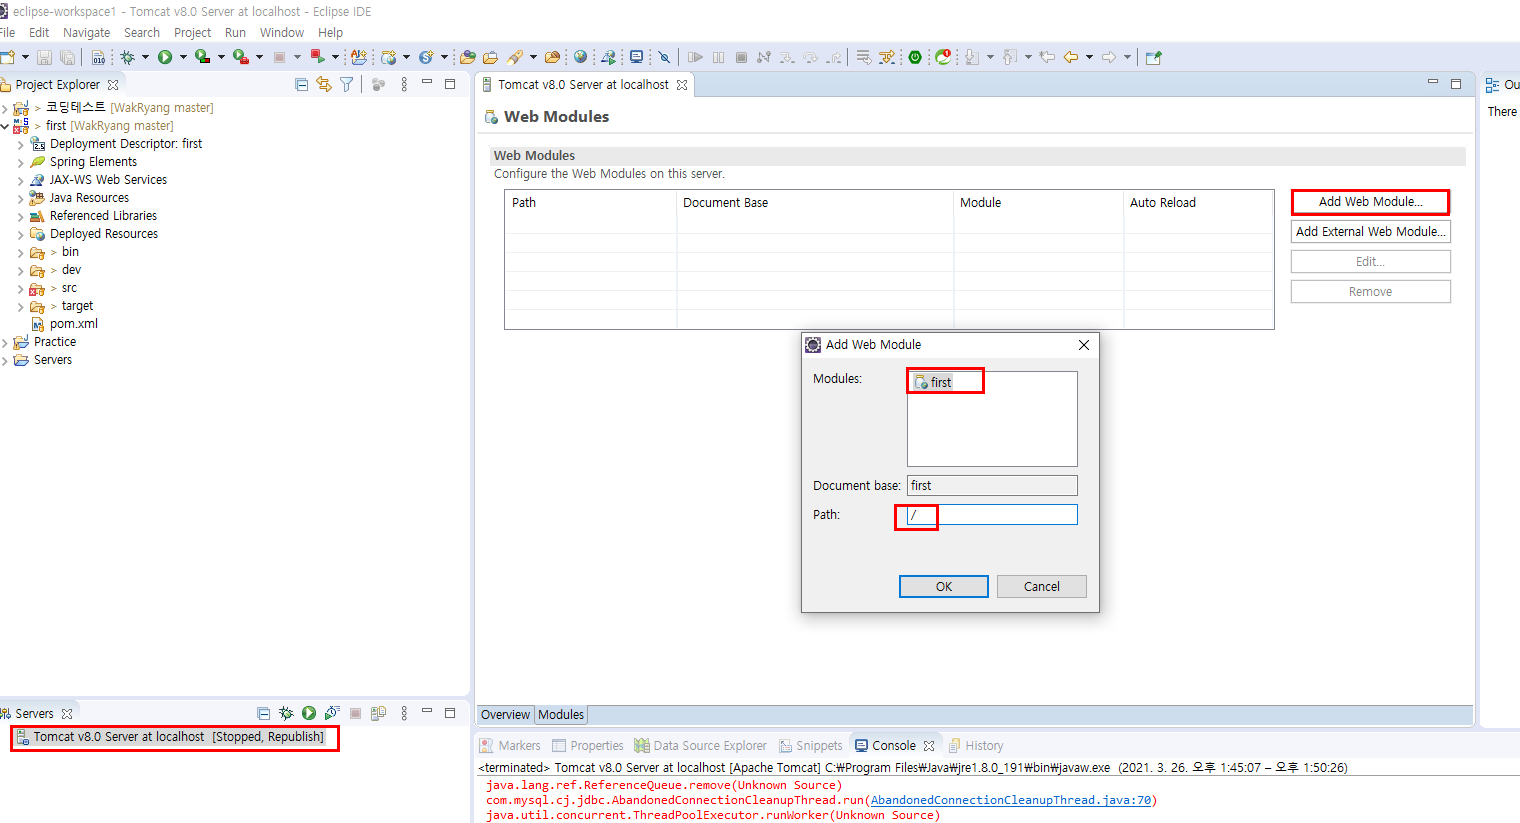 eclipse-workspace1 - Tomcat v8.0 Server at localhost - Eclipse IDE
File Edit Navigate Search Project Run Window Help
Project Explorer
> 코딩테스트 [WakRyang master]
> first [WakRyang master]
Deployment Descriptor: first
Spring Elements
JAX-WS Web Services
Java Resources
Referenced Libraries
Deployed Resources
> bin
> dev
> src
> target
pom.xml
Practice
Servers
Tomcat v8.0 Server at localhost
Web Modules
Web Modules
Configure the Web Modules on this server.
Path Document Base Module Auto Reload
Add Web Module...
Add External Web Module...
Edit...
Remove
Add Web Module
Modules: first
Document base: first
Path: /
OK Cancel
Overview Modules
Ou
There
Servers
Tomcat v8.0 Server at localhost [Stopped, Republish]
Markers Properties Data Source Explorer Snippets Console History
<terminated> Tomcat v8.0 Server at localhost [Apache Tomcat] C:₩Program Files₩Java₩jre1.8.0_191₩bin₩javaw.exe (2021. 3. 26. 오후 1:45:07 – 오후 1:50:26)
java.lang.ref.ReferenceQueue.remove(Unknown Source)
com.mysql.cj.jdbc.AbandonedConnectionCleanupThread.run(AbandonedConnectionCleanupThread.java:70)
java.util.concurrent.ThreadPoolExecutor.runWorker(Unknown Source)